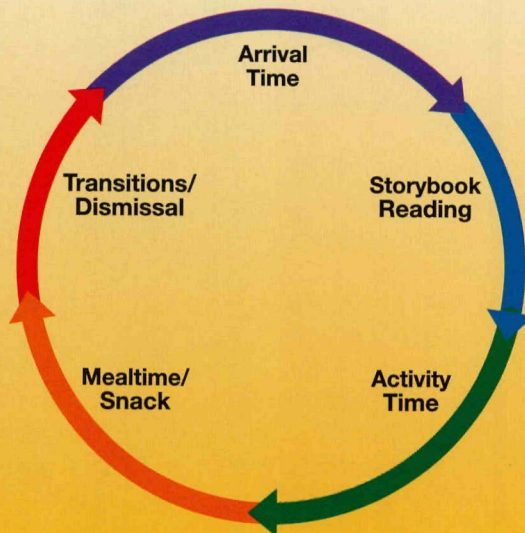 Arrival
Time
Storybook
Reading
Activity
Time
Mealtime/
Snack
Transitions/
Dismissal